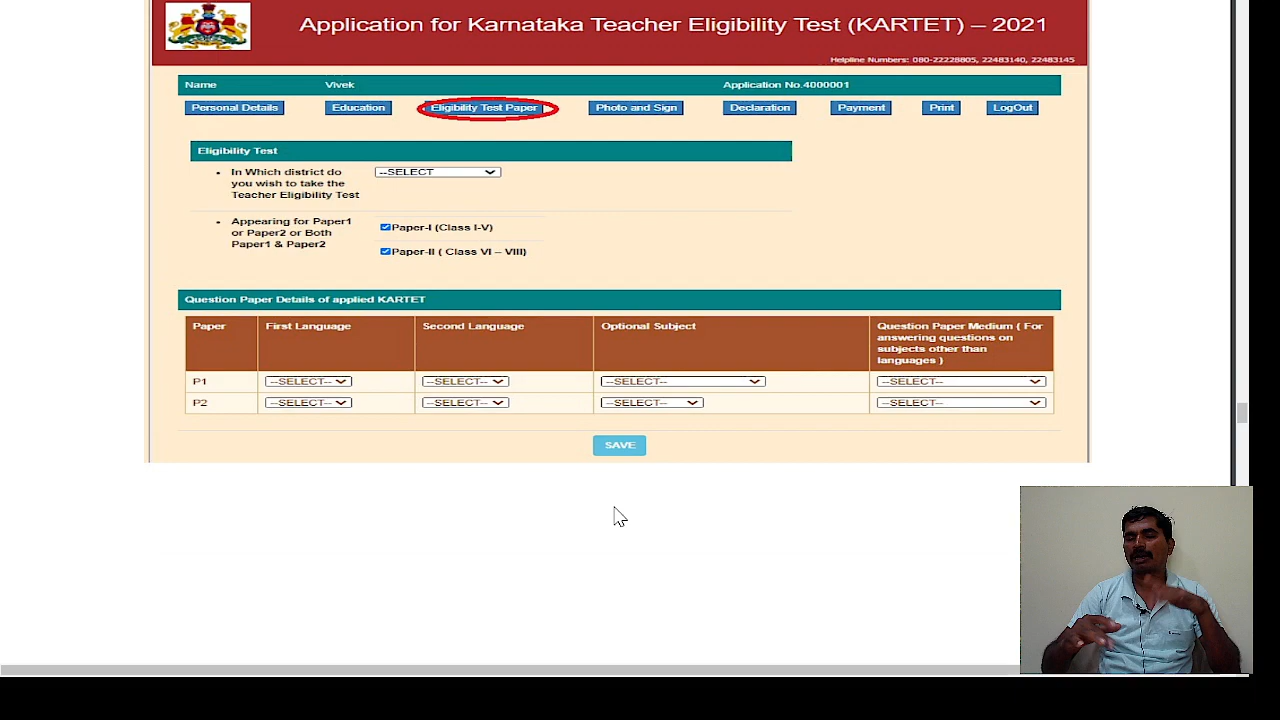 Application for Karnataka Teacher Eligibility Test (KARTET) – 2021
Helpline Numbers: 080-22228805, 22483140, 22483145
Name Vivek Application No.4000001
Personal Details Education Eligibility Test Paper Photo and Sign Declaration Payment Print LogOut
Eligibility Test
In Which district do
you wish to take the
Teacher Eligibility Test
--SELECT
Appearing for Paper1
or Paper2 or Both
Paper1 & Paper2
Paper-I (Class I-V)
Paper-II ( Class VI – VIII)
Question Paper Details of applied KARTET
Paper First Language Second Language Optional Subject Question Paper Medium ( For
answering questions on
subjects other than
languages )
P1 --SELECT-- --SELECT-- --SELECT-- --SELECT--
P2 --SELECT-- --SELECT-- --SELECT-- --SELECT--
SAVE